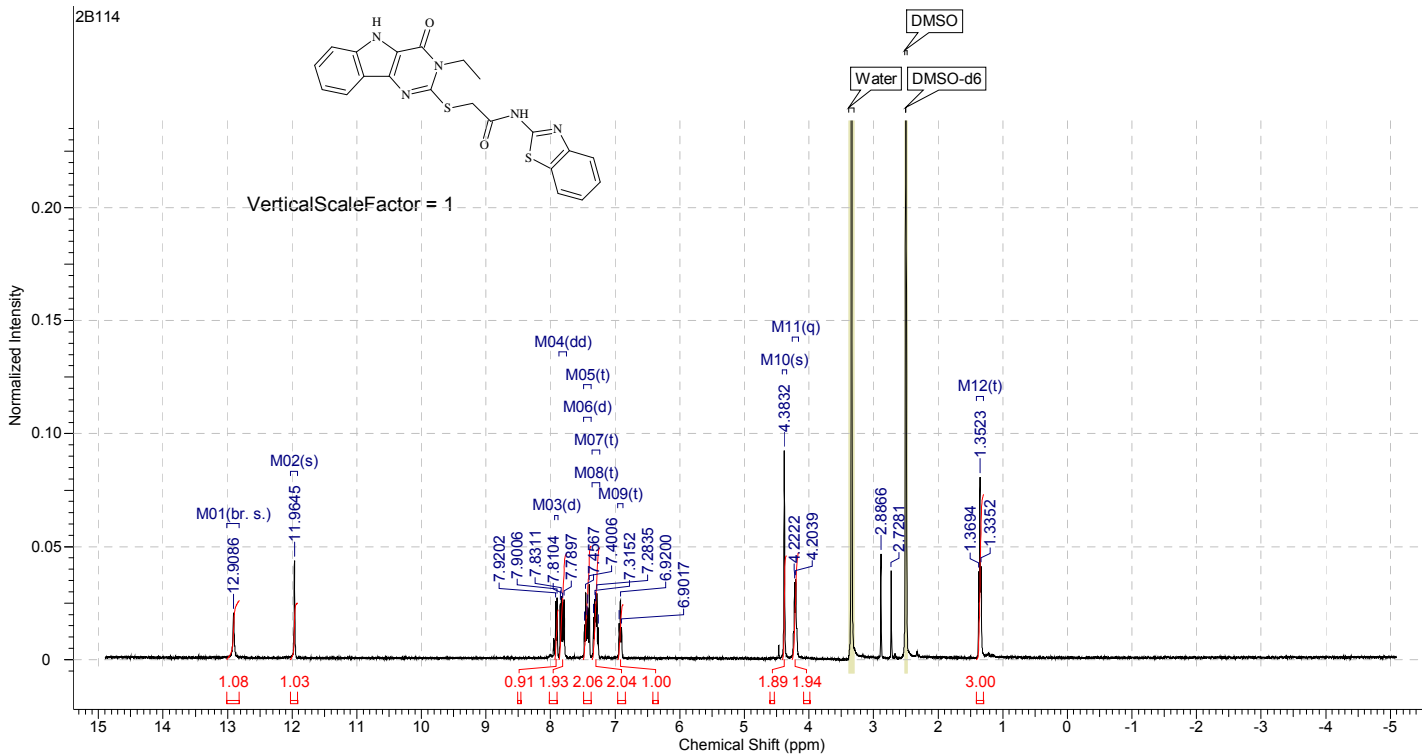 2B114
H
N
O
N
N
S
NH
O
N
S
VerticalScaleFactor = 1
DMSO
Water
DMSO-d6
Normalized Intensity
0.20
0.15
0.10
0.05
0
M01(br. s.)
M02(s)
M03(d)
M04(dd)
M05(t)
M06(d)
M07(t)
M08(t)
M09(t)
M10(s)
M11(q)
M12(t)
12.9086
11.9645
7.9202
7.9006
7.8311
7.8104
7.7897
7.4567
7.4006
7.3152
7.2835
6.9200
6.9017
4.3832
4.2222
4.2039
2.8866
2.7281
1.3694
1.3523
1.3352
1.08 1.03 0.91 1.93 2.06 2.04 1.00 1.89 1.94 3.00
15 14 13 12 11 10 9 8 7 6 5 4 3 2 1 0 -1 -2 -3 -4 -5
Chemical Shift (ppm)